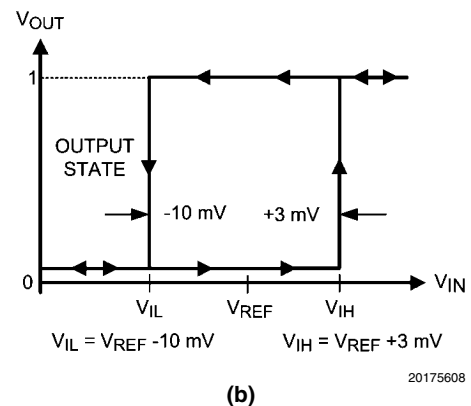 VOUT
1
OUTPUT
STATE
-10 mV
+3 mV
0
VIN
VIL
VREF
VIH
VIL = VREF -10 mV
VIH = VREF +3 mV
20175608
(b)